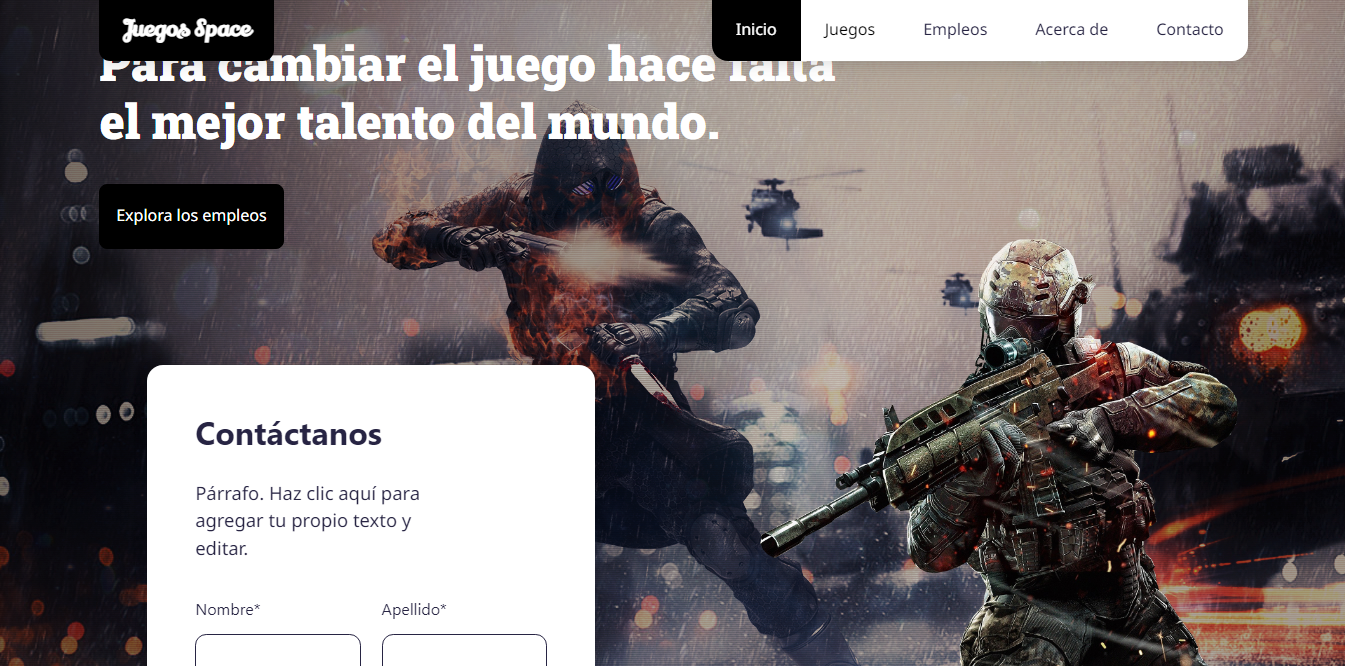 Juegos Space
Inicio
Juegos
Empleos
Acerca de
Contacto
Para cambiar el juego hace falta
el mejor talento del mundo.
Explora los empleos
Contáctanos
Párrafo. Haz clic aquí para
agregar tu propio texto y
editar.
Nombre*
Apellido*